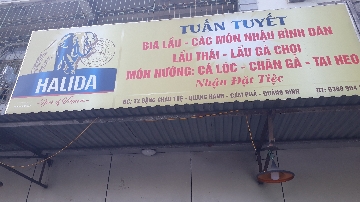 TUẤN TUYẾT
BIA LẨU - CÁC MÓN NHẬU BÌNH DÂN
LẨU THÁI - LẨU GÀ CHỌI
MÓN NƯỚNG: CÁ LÓC - CHÂN GÀ - TAI HEO
Nhận Đặt Tiệc
HALIDA